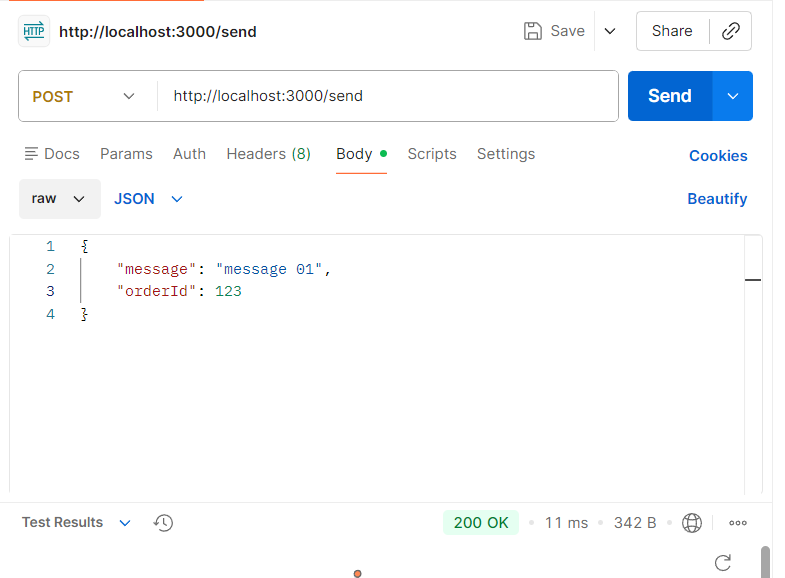 HTTP http://localhost:3000/send Save Share
POST http://localhost:3000/send Send
Docs Params Auth Headers (8) Body Scripts Settings Cookies
raw JSON Beautify
1 {
2 "message": "message 01",
3 "orderId": 123
4 }
Test Results 200 OK • 11 ms • 342 B •